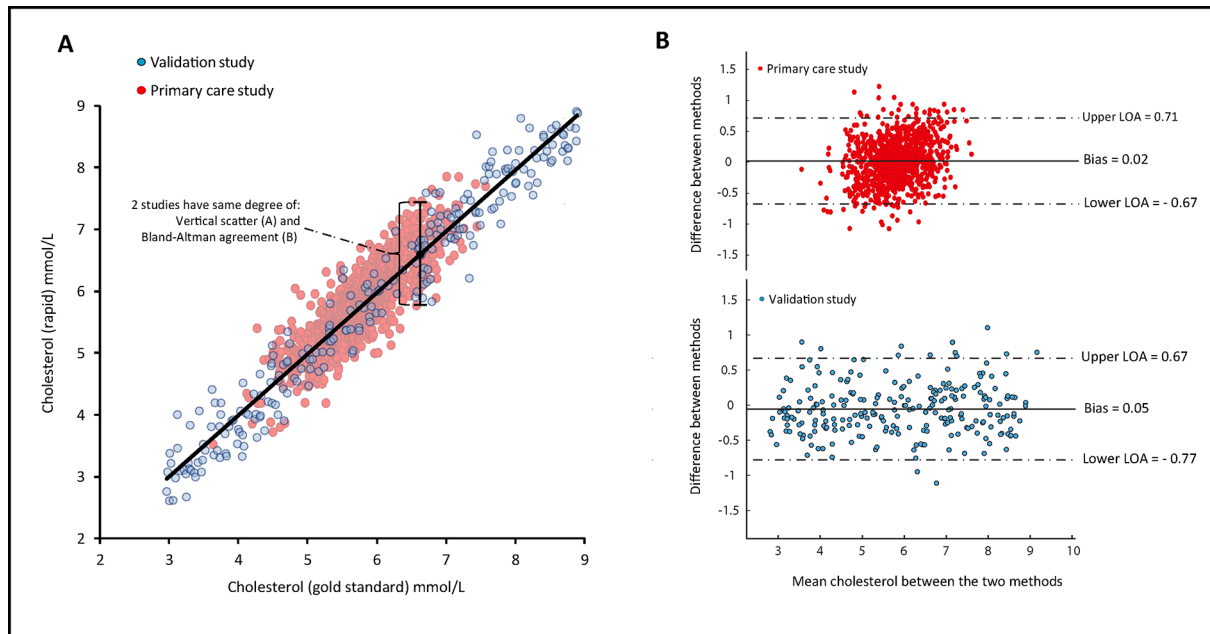 A
Validation study
Primary care study
9
8
7
6
5
4
3
2
Cholesterol (rapid) mmol/L
2 studies have same degree of:
Vertical scatter (A) and
Bland-Altman agreement (B)
2 3 4 5 6 7 8 9
Cholesterol (gold standard) mmol/L
B
Primary care study
1.5
1
0.5
0
-0.5
-1
-1.5
Difference between methods
Upper LOA = 0.71
Bias = 0.02
Lower LOA = - 0.67
Validation study
1.5
1
0.5
0
-0.5
-1
-1.5
Difference between methods
Upper LOA = 0.67
Bias = 0.05
Lower LOA = - 0.77
3 4 5 6 7 8 9 10
Mean cholesterol between the two methods